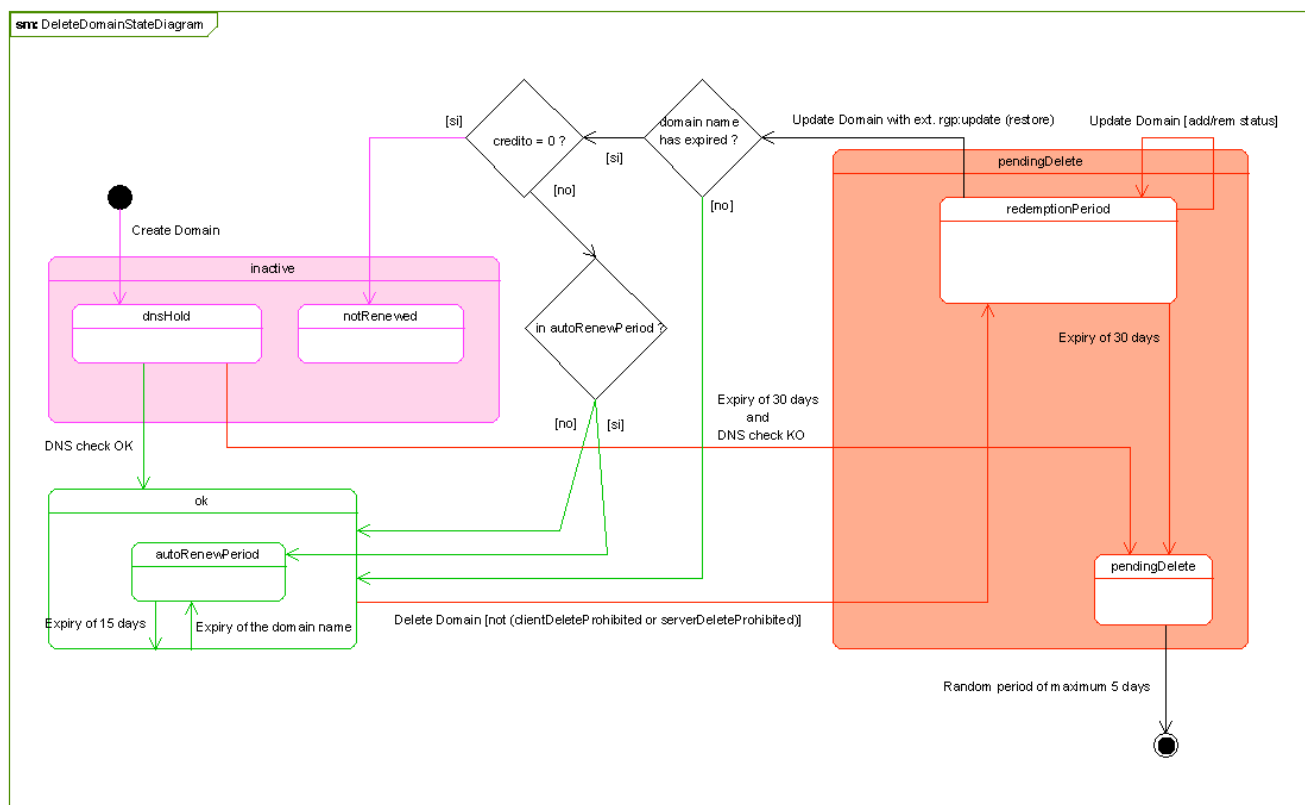 sm: DeleteDomainStateDiagram
[si]
credito = 0 ?
domain name
has expired ?
Update Domain with ext. rgp:update (restore)
Update Domain [add/rem status]
[si]
pendingDelete
[no]
[no]
redemptionPeriod
Create Domain
inactive
dnsHold
notRenewed
in autoRenewPeriod ?
Expiry of 30 days
Expiry of 30 days
and
DNS check KO
[no]
[si]
DNS check OK
ok
autoRenewPeriod
pendingDelete
Expiry of 15 days
Expiry of the domain name
Delete Domain [not (clientDeleteProhibited or serverDeleteProhibited)]
Random period of maximum 5 days